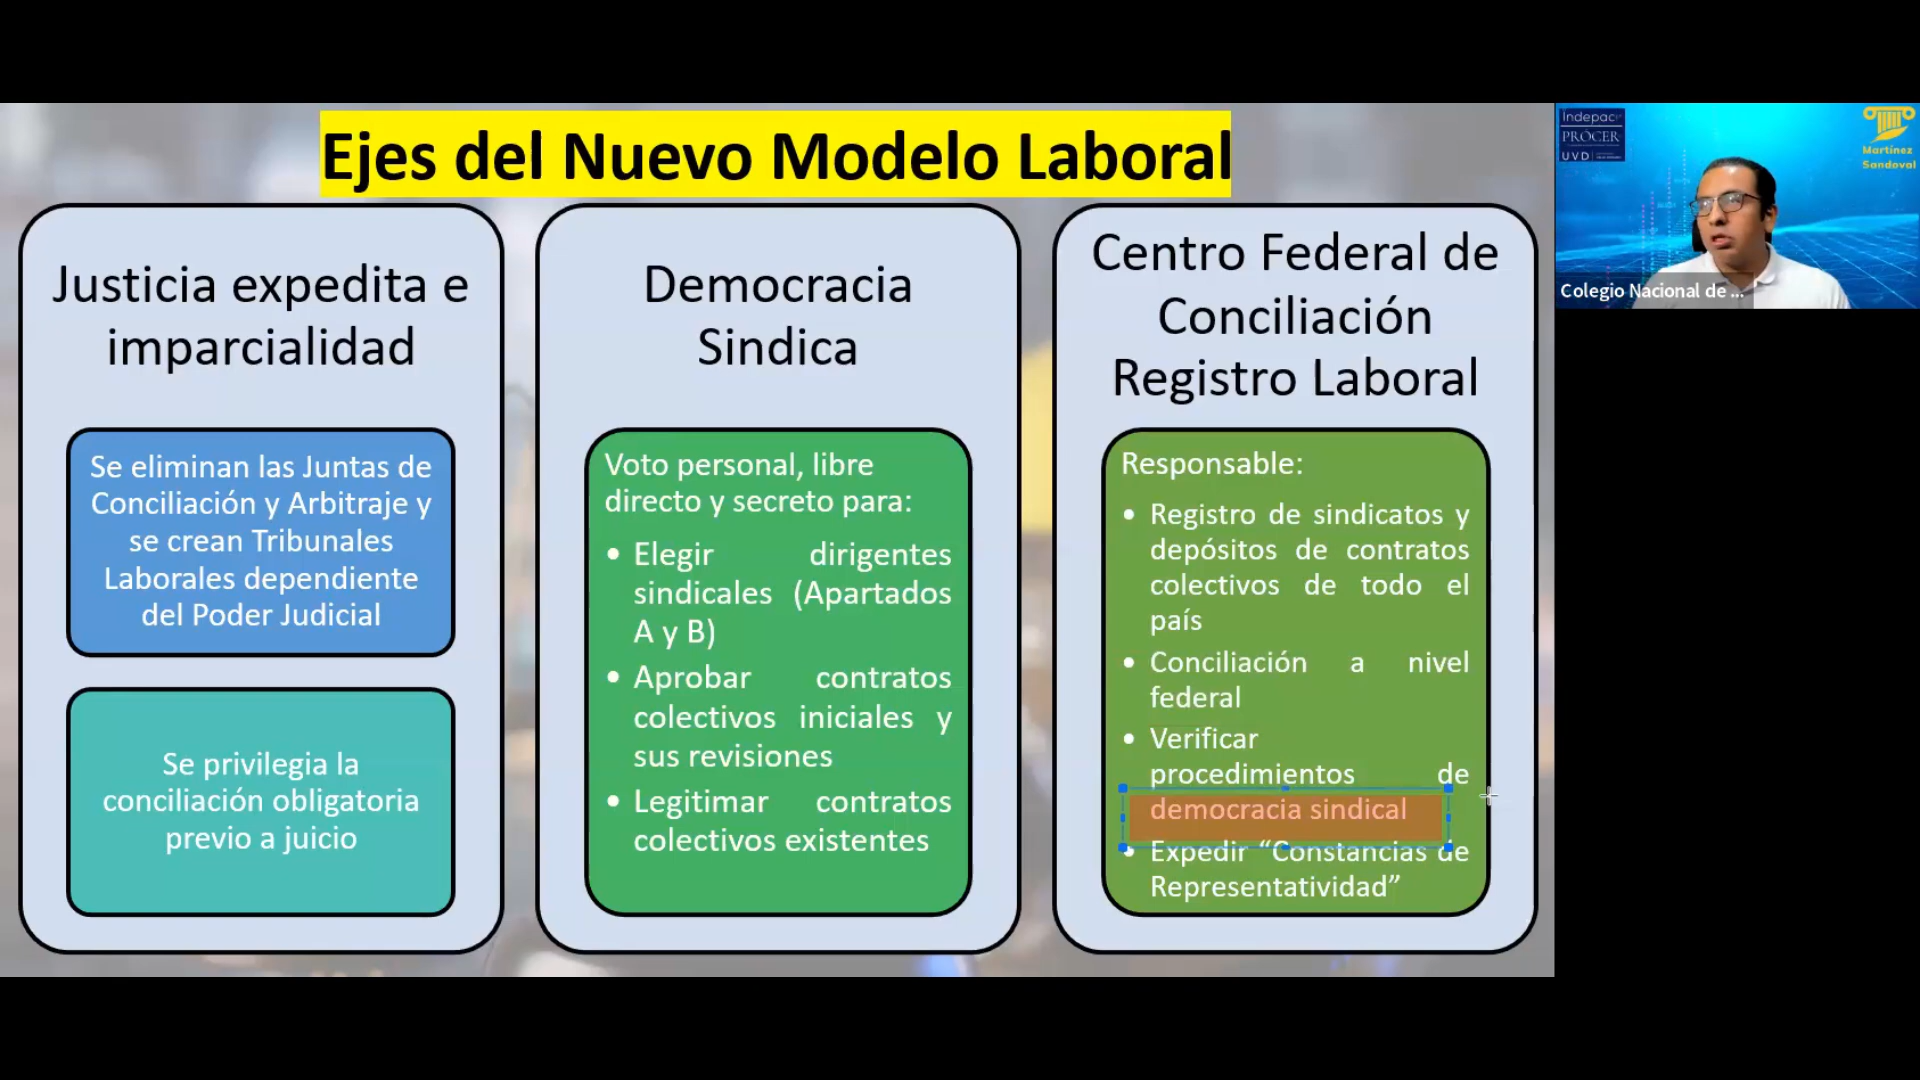 Ejes del Nuevo Modelo Laboral
Justicia expedita e
imparcialidad
Se eliminan las Juntas de
Conciliación y Arbitraje y
se crean Tribunales
Laborales dependiente
del Poder Judicial
Se privilegia la
conciliación obligatoria
previo a juicio
Democracia
Sindica
Voto personal, libre
directo y secreto para:
• Elegir dirigentes
sindicales (Apartados
A y B)
• Aprobar contratos
colectivos iniciales y
sus revisiones
• Legitimar contratos
colectivos existentes
Centro Federal de
Conciliación
Registro Laboral
Responsable:
• Registro de sindicatos y
depósitos de contratos
colectivos de todo el
país
• Conciliación a nivel
federal
• Verificar
procedimientos de
democracia sindical
• Expedir “Constancias de
Representatividad”
PRÓCER
UVD
Martínez
Sandoval
Colegio Nacional de ...